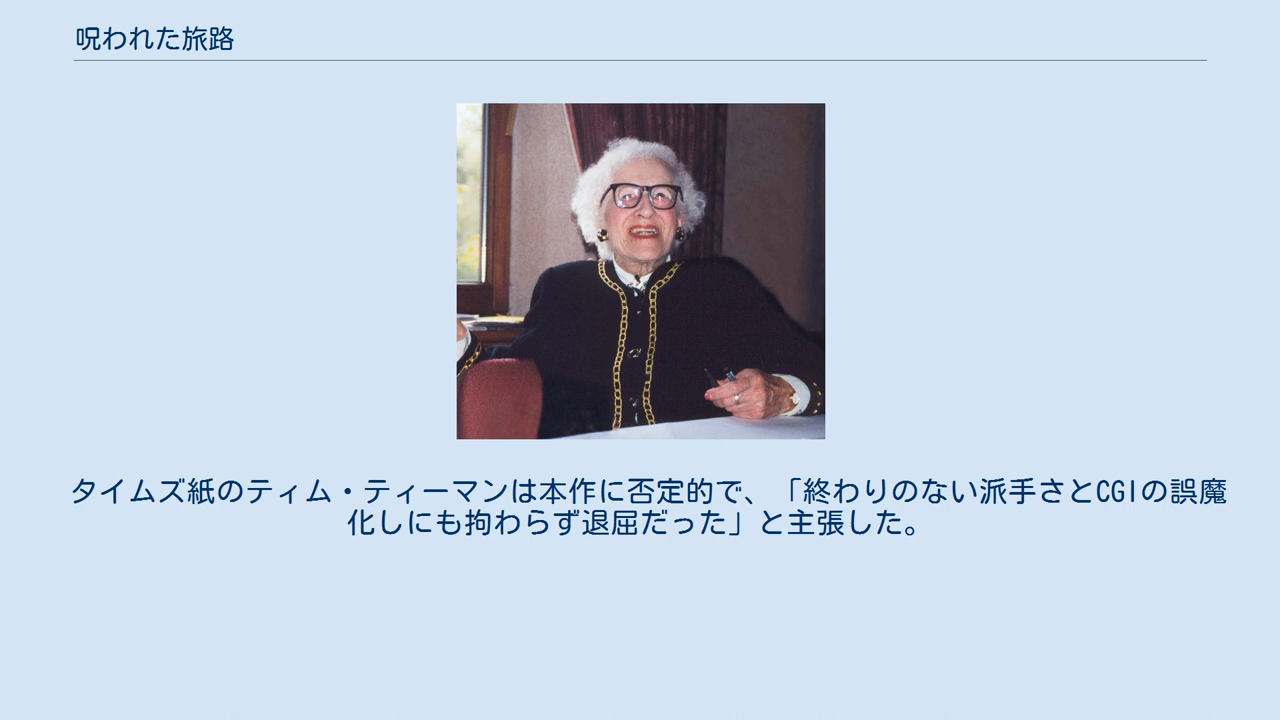 呪われた旅路
タイムズ紙のティム・ティーマンは本作に否定的で、「終わりのない派手さとCGIの誤魔
化しにも拘わらず退屈だった」と主張した。